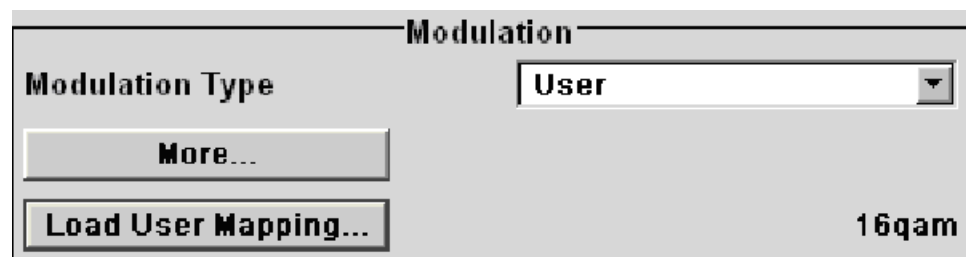 Modulation
Modulation Type User
More...
Load User Mapping... 16qam